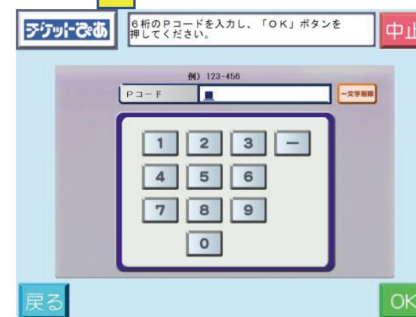 チケットぴあ
6桁のPコードを入力し、「OK」ボタンを
押してください。
中止
例) 123-456
Pコード
一文字削除
1 2 3 －
4 5 6
7 8 9
0
戻る
OK